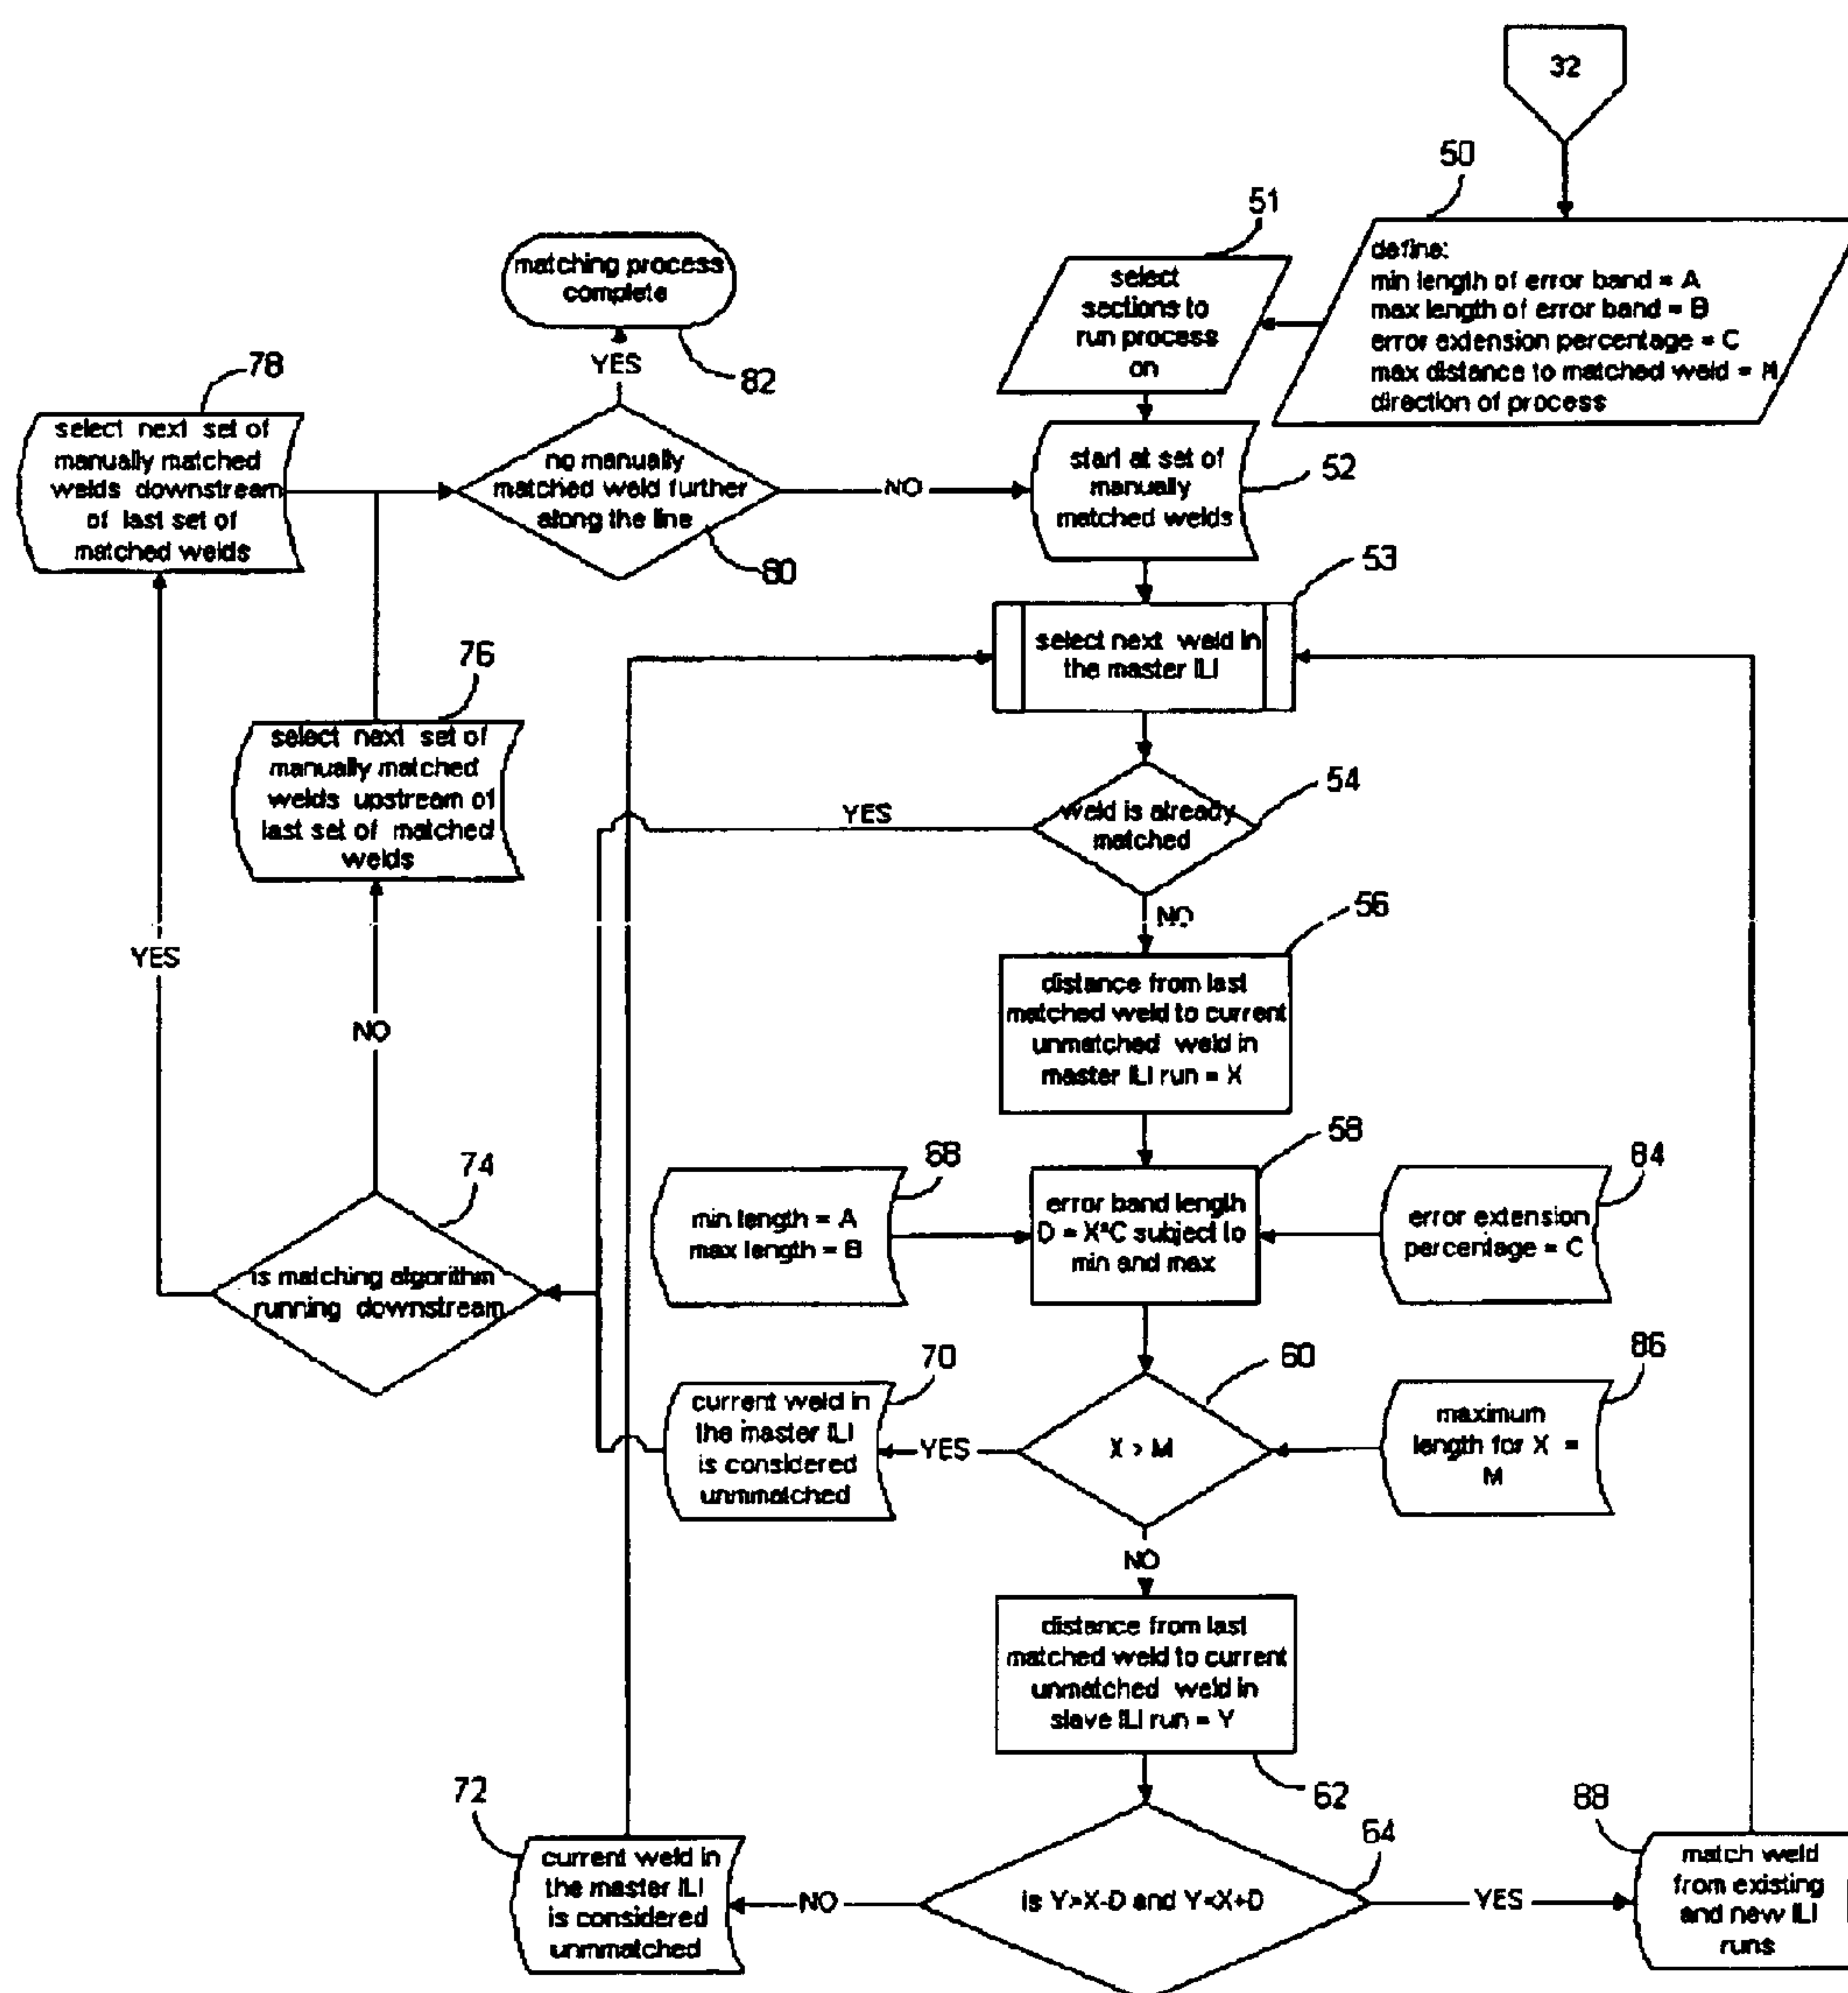 32
50
define:
min length of error band = A
max length of error band = B
error extension percentage = C
max distance to matched weld = M
direction of process
51
select
sections to
run process
on
matching process
complete
82
YES
78
select next set of
manually matched
welds downstream
of last set of
matched welds
no manually
matched weld further
along the line
80
NO
start at set of
manually
matched welds
52
53
select next weld in
the master ILI
76
select next set of
manually matched
welds upstream of
last set of matched
welds
54
weld is already
matched
YES
NO
56
distance from last
matched weld to current
unmatched weld in
master ILI run = X
YES
NO
58
error band length
D = X*C subject to
min and max
68
min length = A
max length = B
84
error extension
percentage = C
74
is matching algorithm
running downstream
60
X > M
70
current weld in
the master ILI
is considered
unmmatched
YES
86
maximum
length for X =
M
NO
distance from last
matched weld to current
unmatched weld in
slave ILI run = Y
62
64
is Y>X-D and Y<X+D
72
current weld in
the master ILI
is considered
unmmatched
NO
YES
88
match weld
from existing
and new ILI
runs